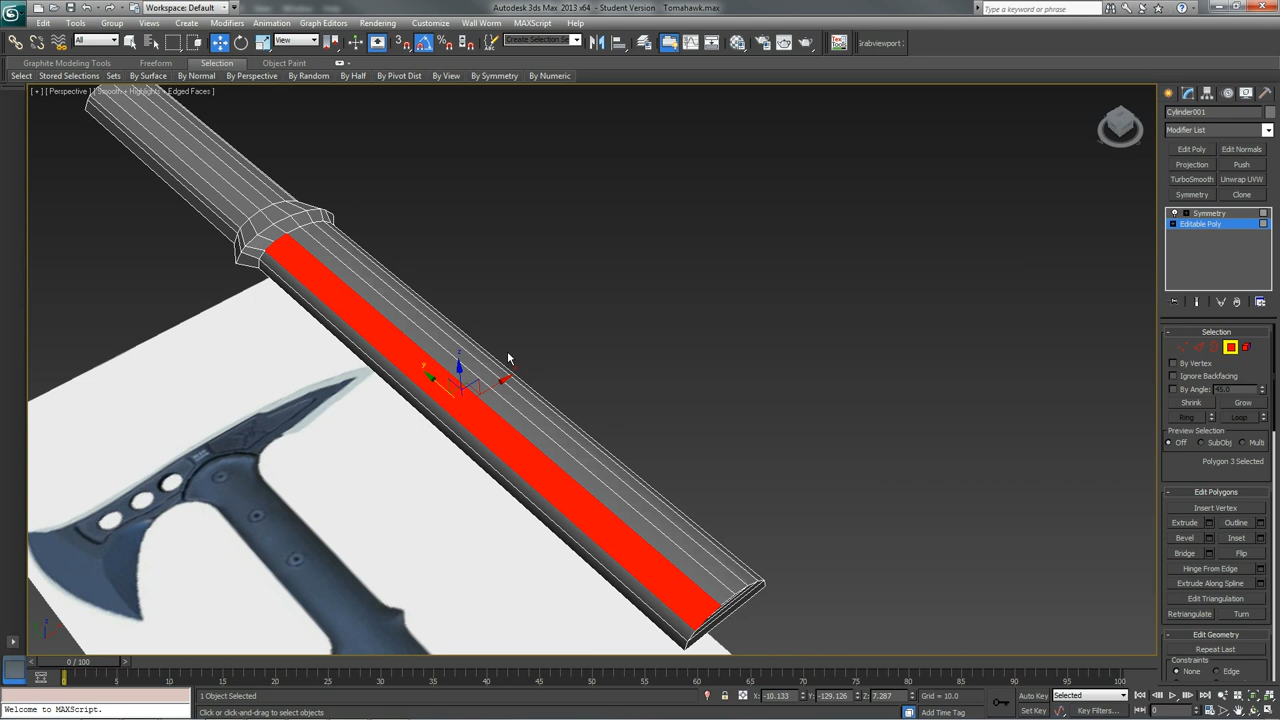 Autodesk 3ds Max 2013 x64 - Student Version Tomahawk.max
Workspace: Default
Type a keyword or phrase
Edit Tools Group Views Create Modifiers Animation Graph Editors Rendering Customize Wall Worm MAXScript Help
All View Create Selection Se Grabviewport
Graphite Modeling Tools Freeform Selection Object Paint
Select Stored Selections Sets By Surface By Normal By Perspective By Random By Half By Pivot Dist By View By Symmetry By Numeric
[ + ] [ Perspective ] [ Smooth + Highlights + Edged Faces ]
Cylinder001
Modifier List
Edit Poly Edit Normals
Projection Push
TurboSmooth Unwrap UVW
Symmetry Clone
Symmetry
Editable Poly
Selection
By Vertex
Ignore Backfacing
By Angle: 45.0
Shrink Grow
Ring Loop
Preview Selection
Off SubObj Multi
Polygon 3 Selected
Edit Polygons
Insert Vertex
Extrude Outline
Bevel Inset
Bridge Flip
Hinge From Edge
Extrude Along Spline
Edit Triangulation
Retriangulate Turn
Edit Geometry
Repeat Last
Constraints
None Edge
z
y
0 / 100
0 5 10 15 20 25 30 35 40 45 50 55 60 65 70 75 80 85 90 95 100
1 Object Selected X: -10.133 Y: -129.126 Z: 7.287 Grid = 10.0 Auto Key Selected
Welcome to MAXScript. Click or click-and-drag to select objects Add Time Tag Set Key Key Filters... 0